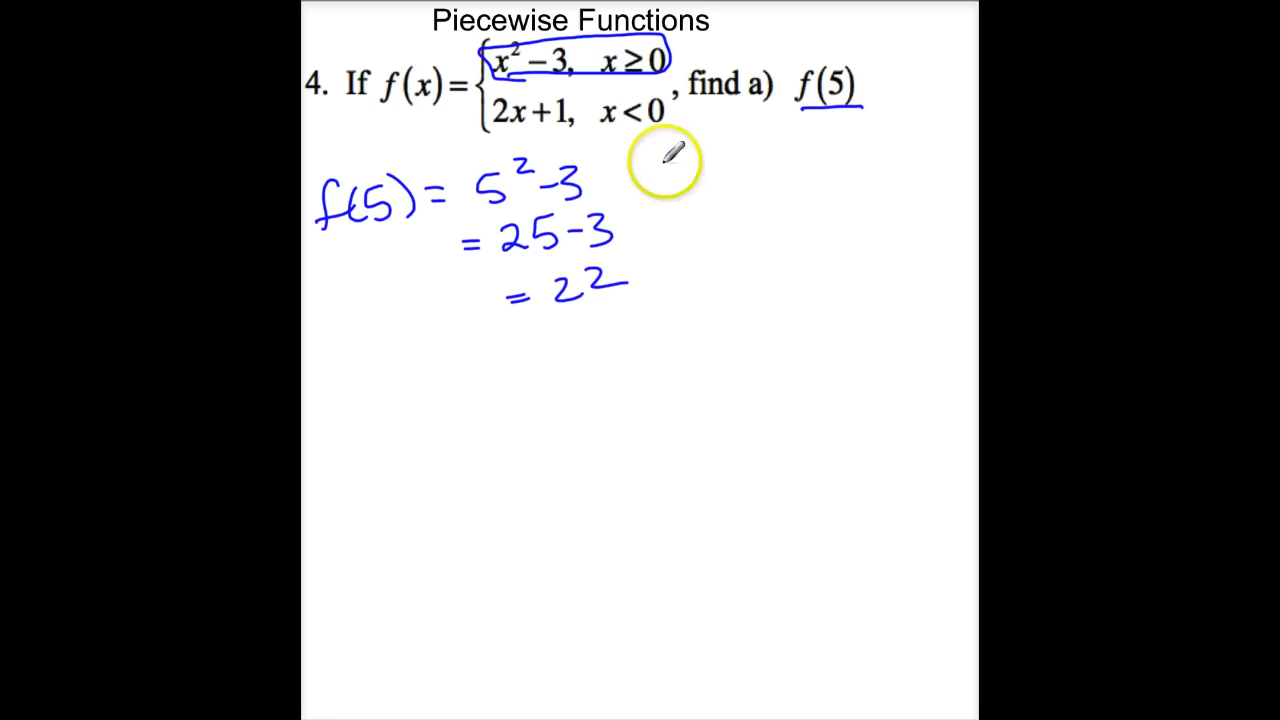 Piecewise Functions
4. If f(x) = { x² − 3, x ≥ 0
2x + 1, x < 0 , find a) f(5)
f(5) = 5² - 3
= 25 - 3
= 22